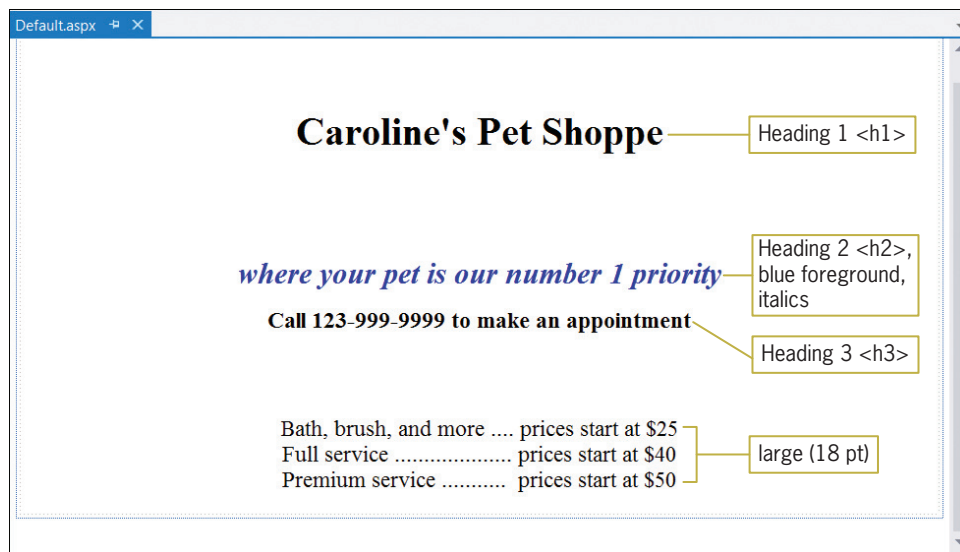 Default.aspx
Caroline's Pet Shoppe
Heading 1 <h1>
where your pet is our number 1 priority
Heading 2 <h2>,
blue foreground,
italics
Call 123-999-9999 to make an appointment
Heading 3 <h3>
Bath, brush, and more .... prices start at $25
Full service .................... prices start at $40
Premium service ........... prices start at $50
large (18 pt)